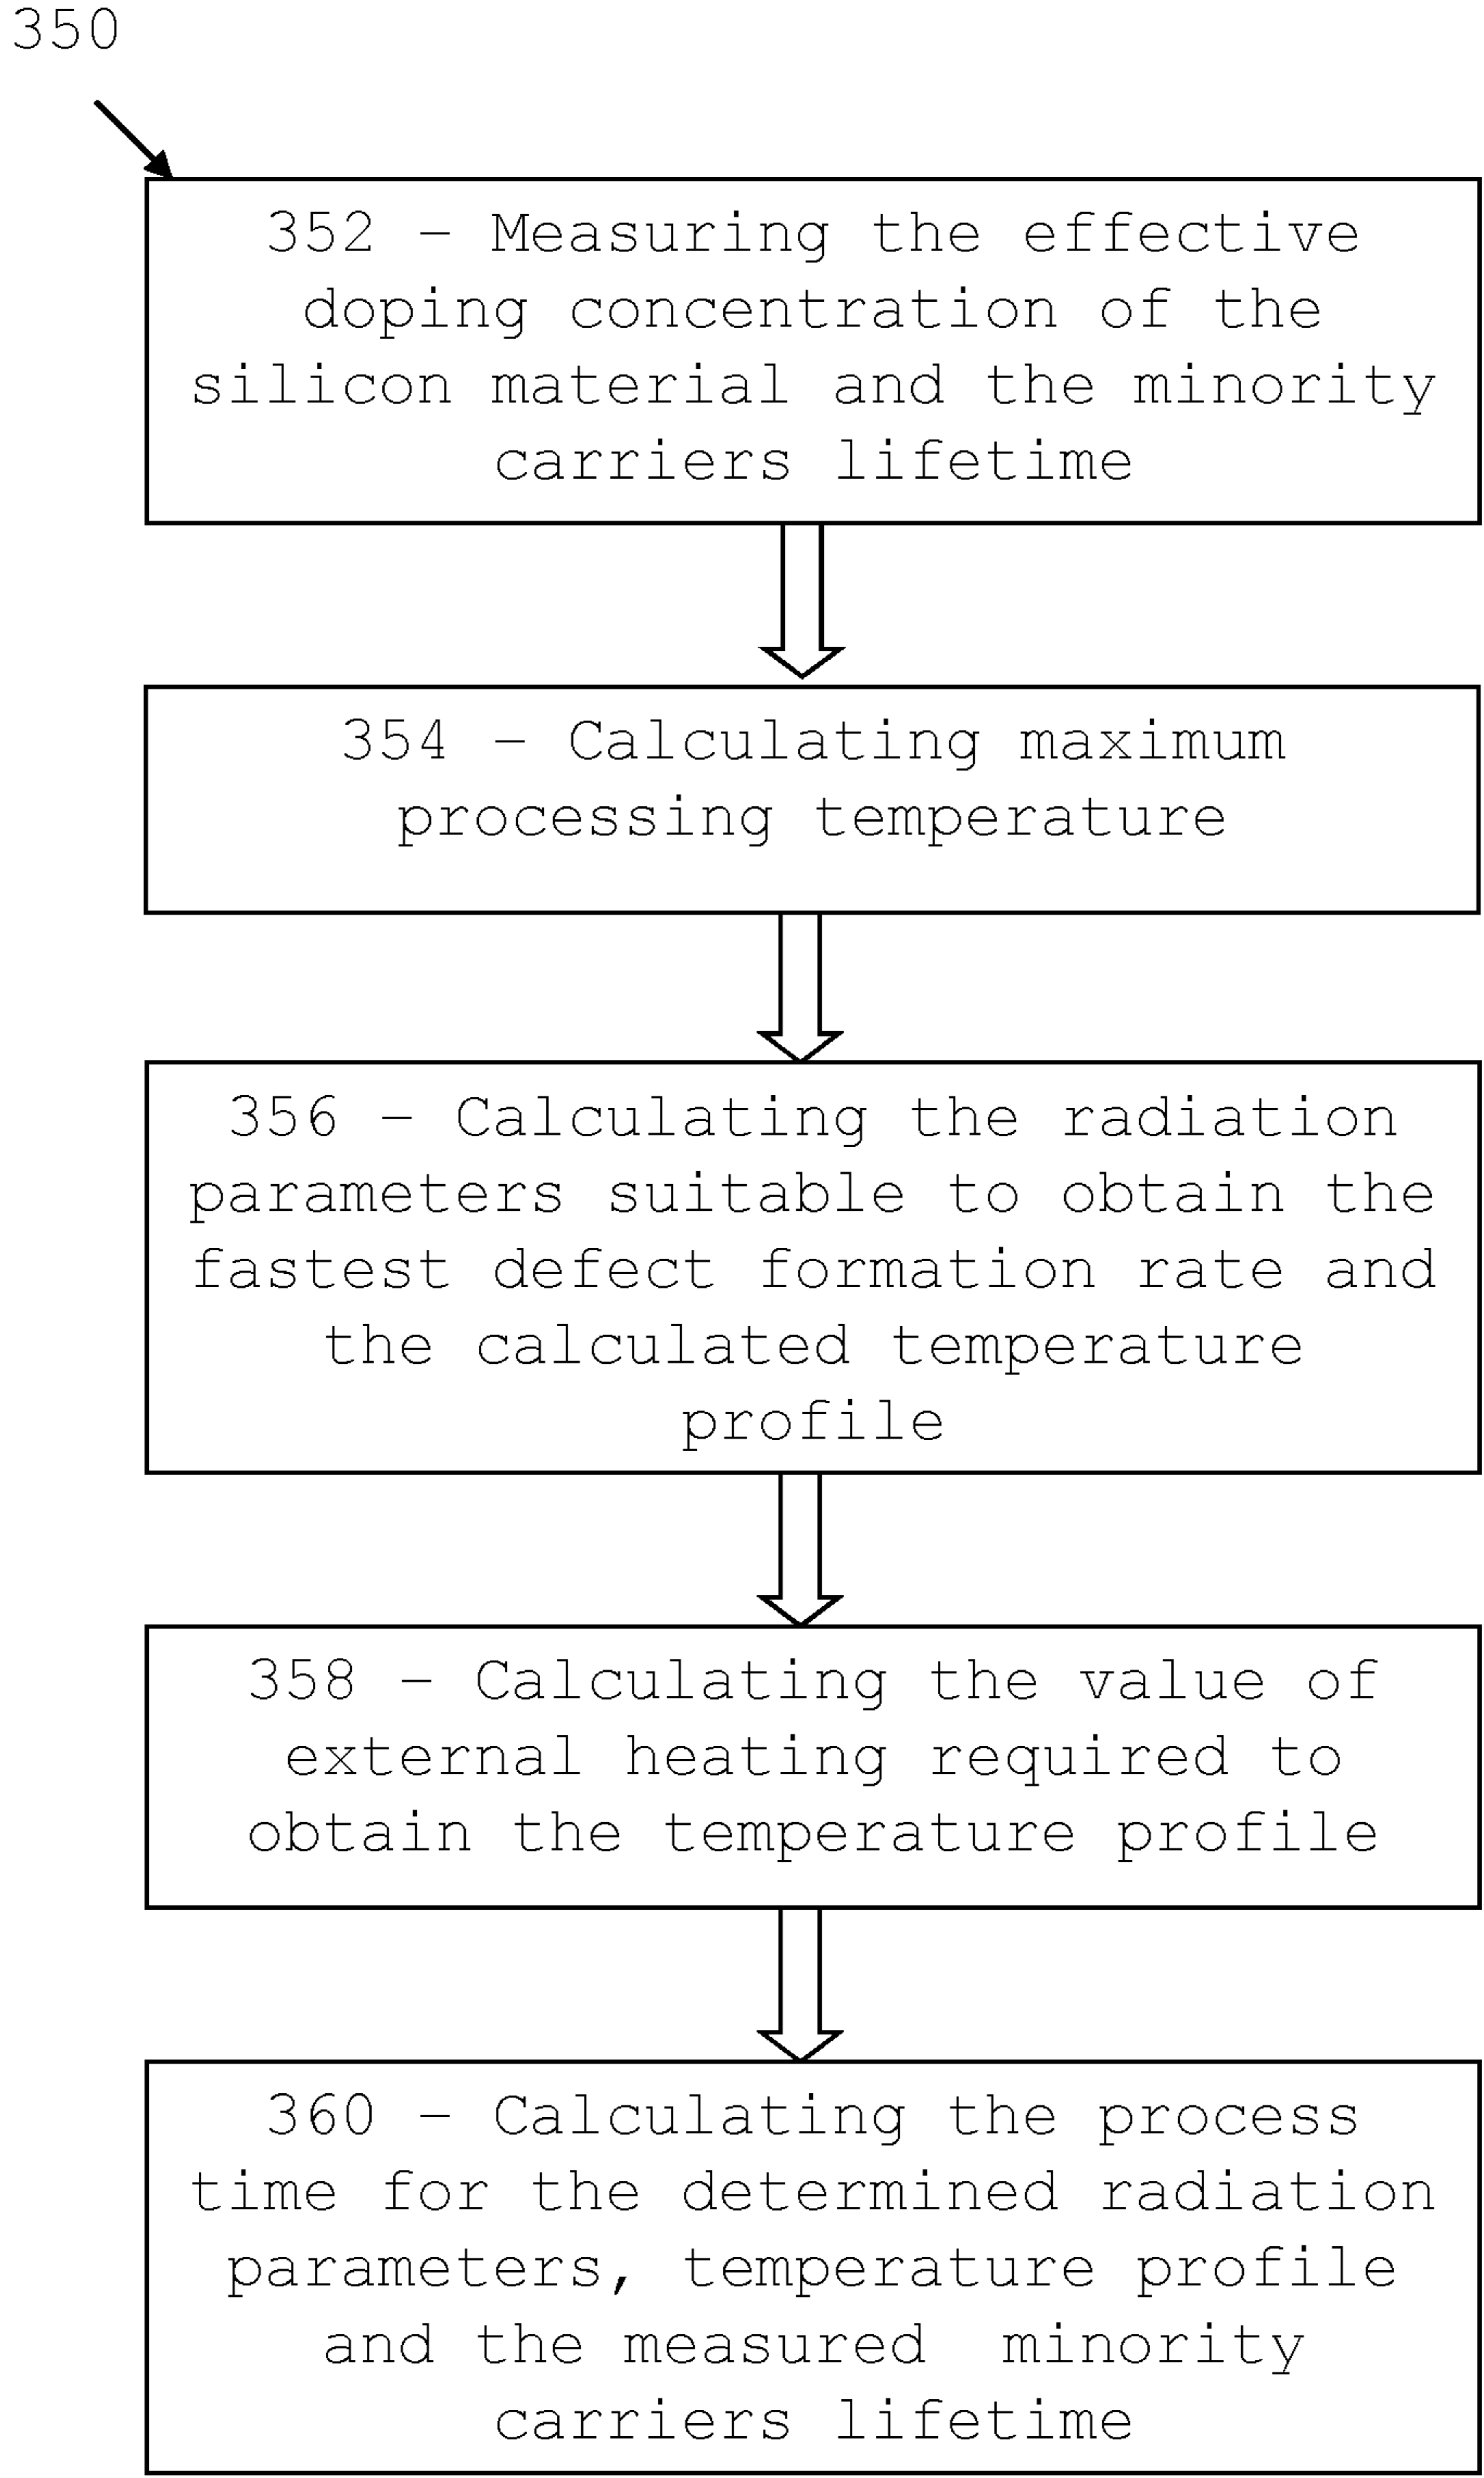 350
352 – Measuring the effective
doping concentration of the
silicon material and the minority
carriers lifetime
354 – Calculating maximum
processing temperature
356 – Calculating the radiation
parameters suitable to obtain the
fastest defect formation rate and
the calculated temperature
profile
358 – Calculating the value of
external heating required to
obtain the temperature profile
360 – Calculating the process
time for the determined radiation
parameters, temperature profile
and the measured minority
carriers lifetime